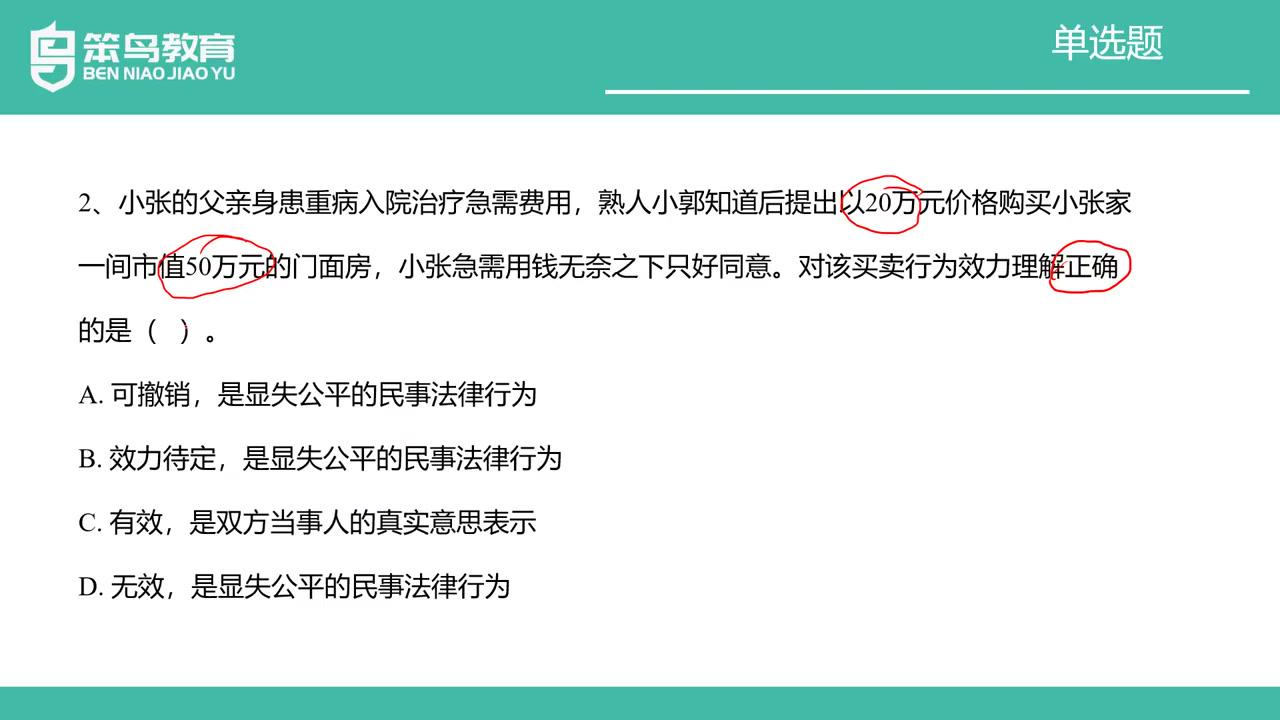 笨鸟教育
BEN NIAO JIAO YU
单选题
2、小张的父亲身患重病入院治疗急需费用，熟人小郭知道后提出以20万元价格购买小张家
一间市值50万元的门面房，小张急需用钱无奈之下只好同意。对该买卖行为效力理解正确
的是（ ）。
A. 可撤销，是显失公平的民事法律行为
B. 效力待定，是显失公平的民事法律行为
C. 有效，是双方当事人的真实意思表示
D. 无效，是显失公平的民事法律行为